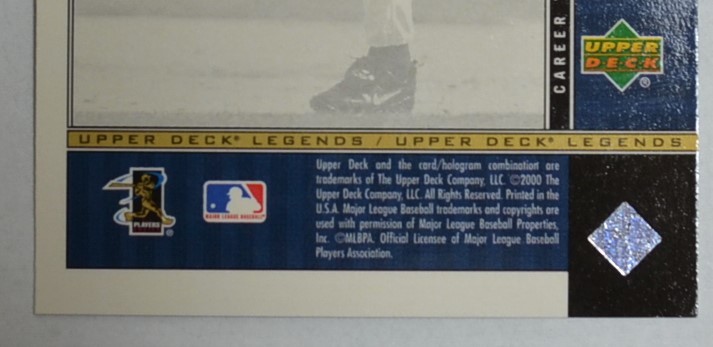 CAREER
UPPER
DECK
®
UPPER DECK® LEGENDS / UPPER DECK® LEGENDS
Upper Deck and the card/hologram combination are
trademarks of The Upper Deck Company, LLC. ©2000 The
Upper Deck Company, LLC. All Rights Reserved. Printed in the
U.S.A. Major League Baseball trademarks and copyrights are
used with permission of Major League Baseball Properties,
Inc. ©MLBPA. Official Licensee of Major League Baseball
Players Association.
PLAYERS
®
MAJOR LEAGUE BASEBALL